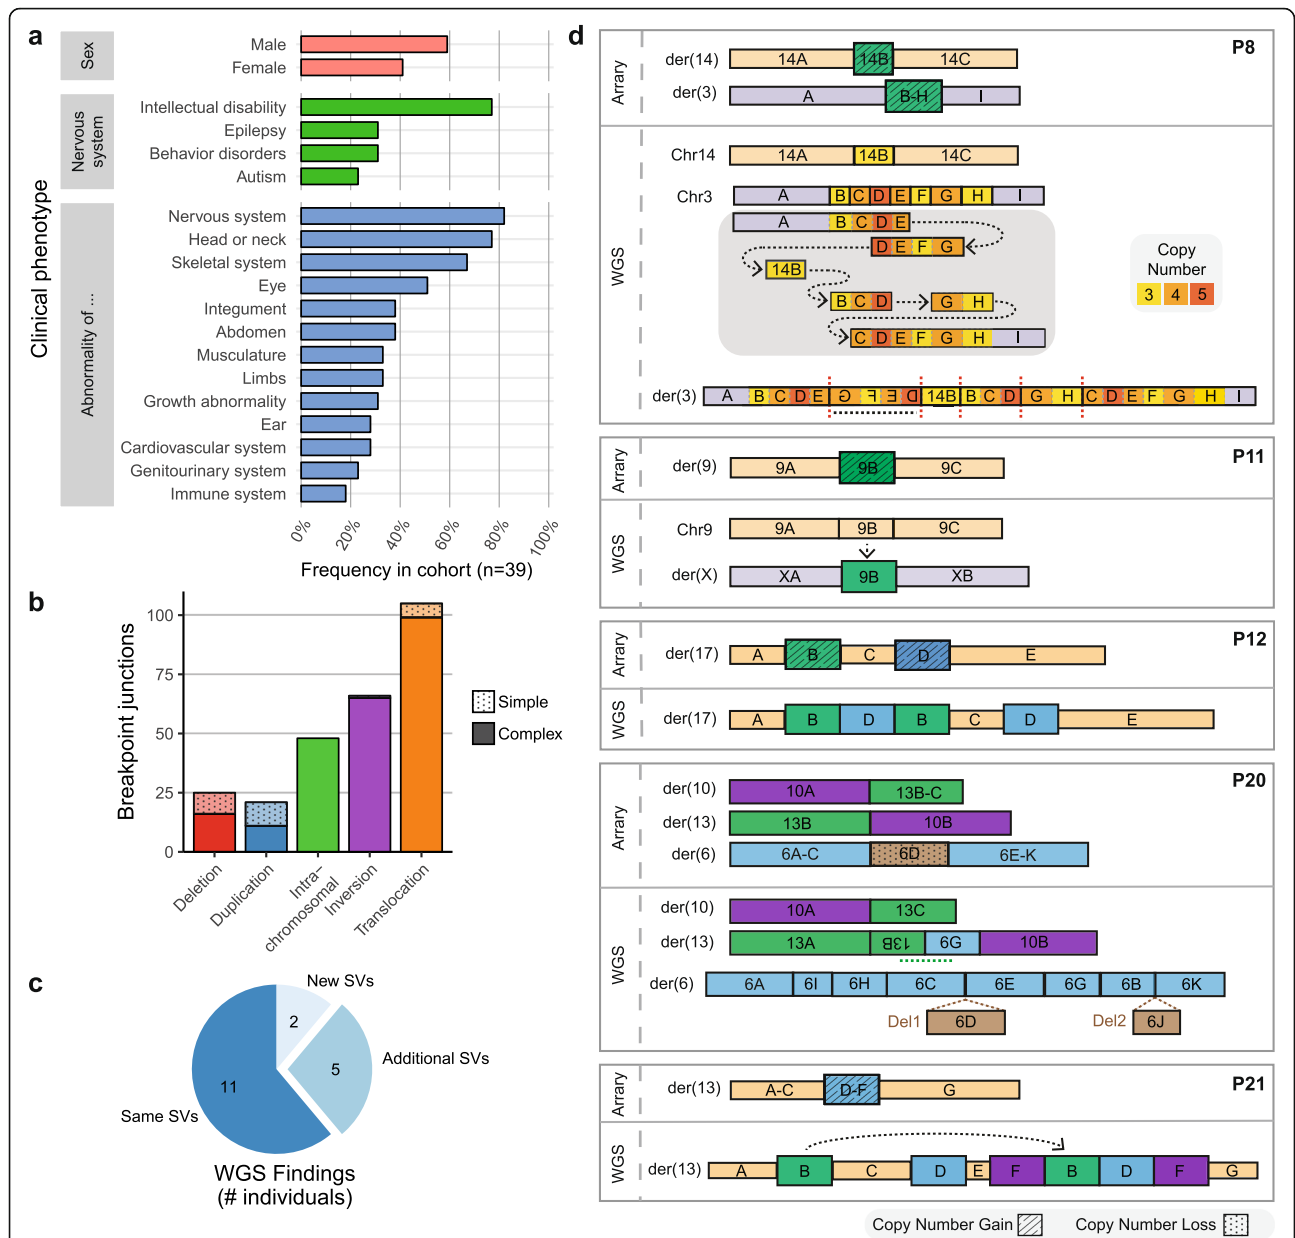 a
Sex
Male
Female
Clinical phenotype
Nervous system
Intellectual disability
Epilepsy
Behavior disorders
Autism
Abnormality of ...
Nervous system
Head or neck
Skeletal system
Eye
Integument
Abdomen
Musculature
Limbs
Growth abnormality
Ear
Cardiovascular system
Genitourinary system
Immune system
0% 20% 40% 60% 80% 100%
Frequency in cohort (n=39)
b
Breakpoint junctions
100
75
50
25
0
Deletion
Duplication
Intra-
chromosomal
Inversion
Translocation
Simple
Complex
c
New SVs
2
Additional SVs
5
11
Same SVs
WGS Findings
(# individuals)
d
P8
Arrary
der(14) 14A 14B 14C
der(3) A B-H I
WGS
Chr14 14A 14B 14C
Chr3 A B C D E F G H I
A B C D E
D E F G
14B
B C D G H
C D E F G H I
Copy
Number
3 4 5
der(3) A B C D E G F E D 14B B C D G H C D E F G H I
P11
Arrary
der(9) 9A 9B 9C
WGS
Chr9 9A 9B 9C
der(X) XA 9B XB
P12
Arrary
der(17) A B C D E
WGS
der(17) A B D B C D E
P20
Arrary
der(10) 10A 13B-C
der(13) 13B 10B
der(6) 6A-C 6D 6E-K
WGS
der(10) 10A 13C
der(13) 13A 13B 6G 10B
der(6) 6A 6I 6H 6C 6E 6G 6B 6K
Del1 6D Del2 6J
P21
Arrary
der(13) A-C D-F G
WGS
der(13) A B C D E F B D F G
Copy Number Gain Copy Number Loss